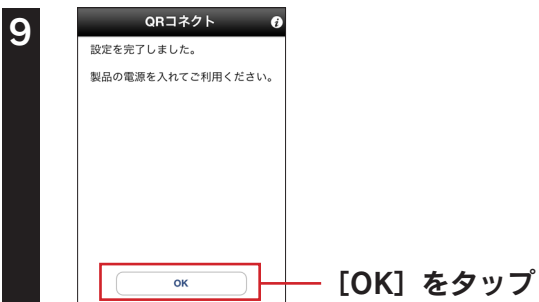 9
QRコネクト
設定を完了しました。
製品の電源を入れてご利用ください。
OK
［OK］をタップ